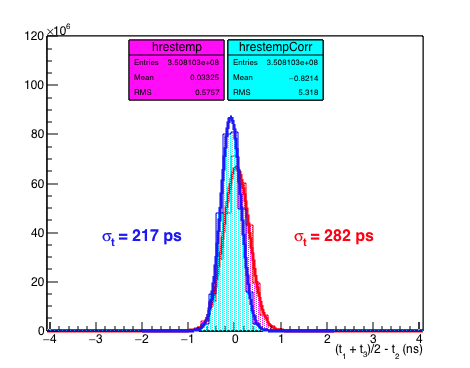 ×10⁶
hrestemp
Entries 3.508103e+08
Mean 0.03325
RMS 0.5757
hrestempCorr
Entries 3.508103e+08
Mean −0.8214
RMS 5.318
120
100
80
60
40
20
0
σt = 217 ps
σt = 282 ps
−4 −3 −2 −1 0 1 2 3 4
(t1 + t3)/2 - t2 (ns)